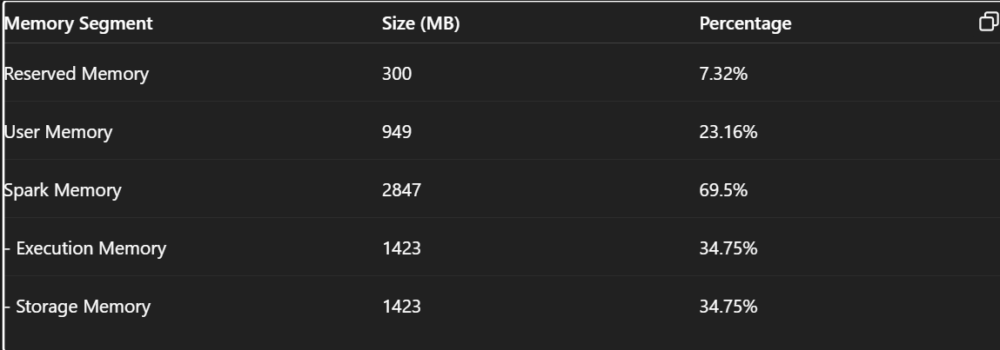 Memory Segment Size (MB) Percentage
Reserved Memory 300 7.32%
User Memory 949 23.16%
Spark Memory 2847 69.5%
- Execution Memory 1423 34.75%
- Storage Memory 1423 34.75%